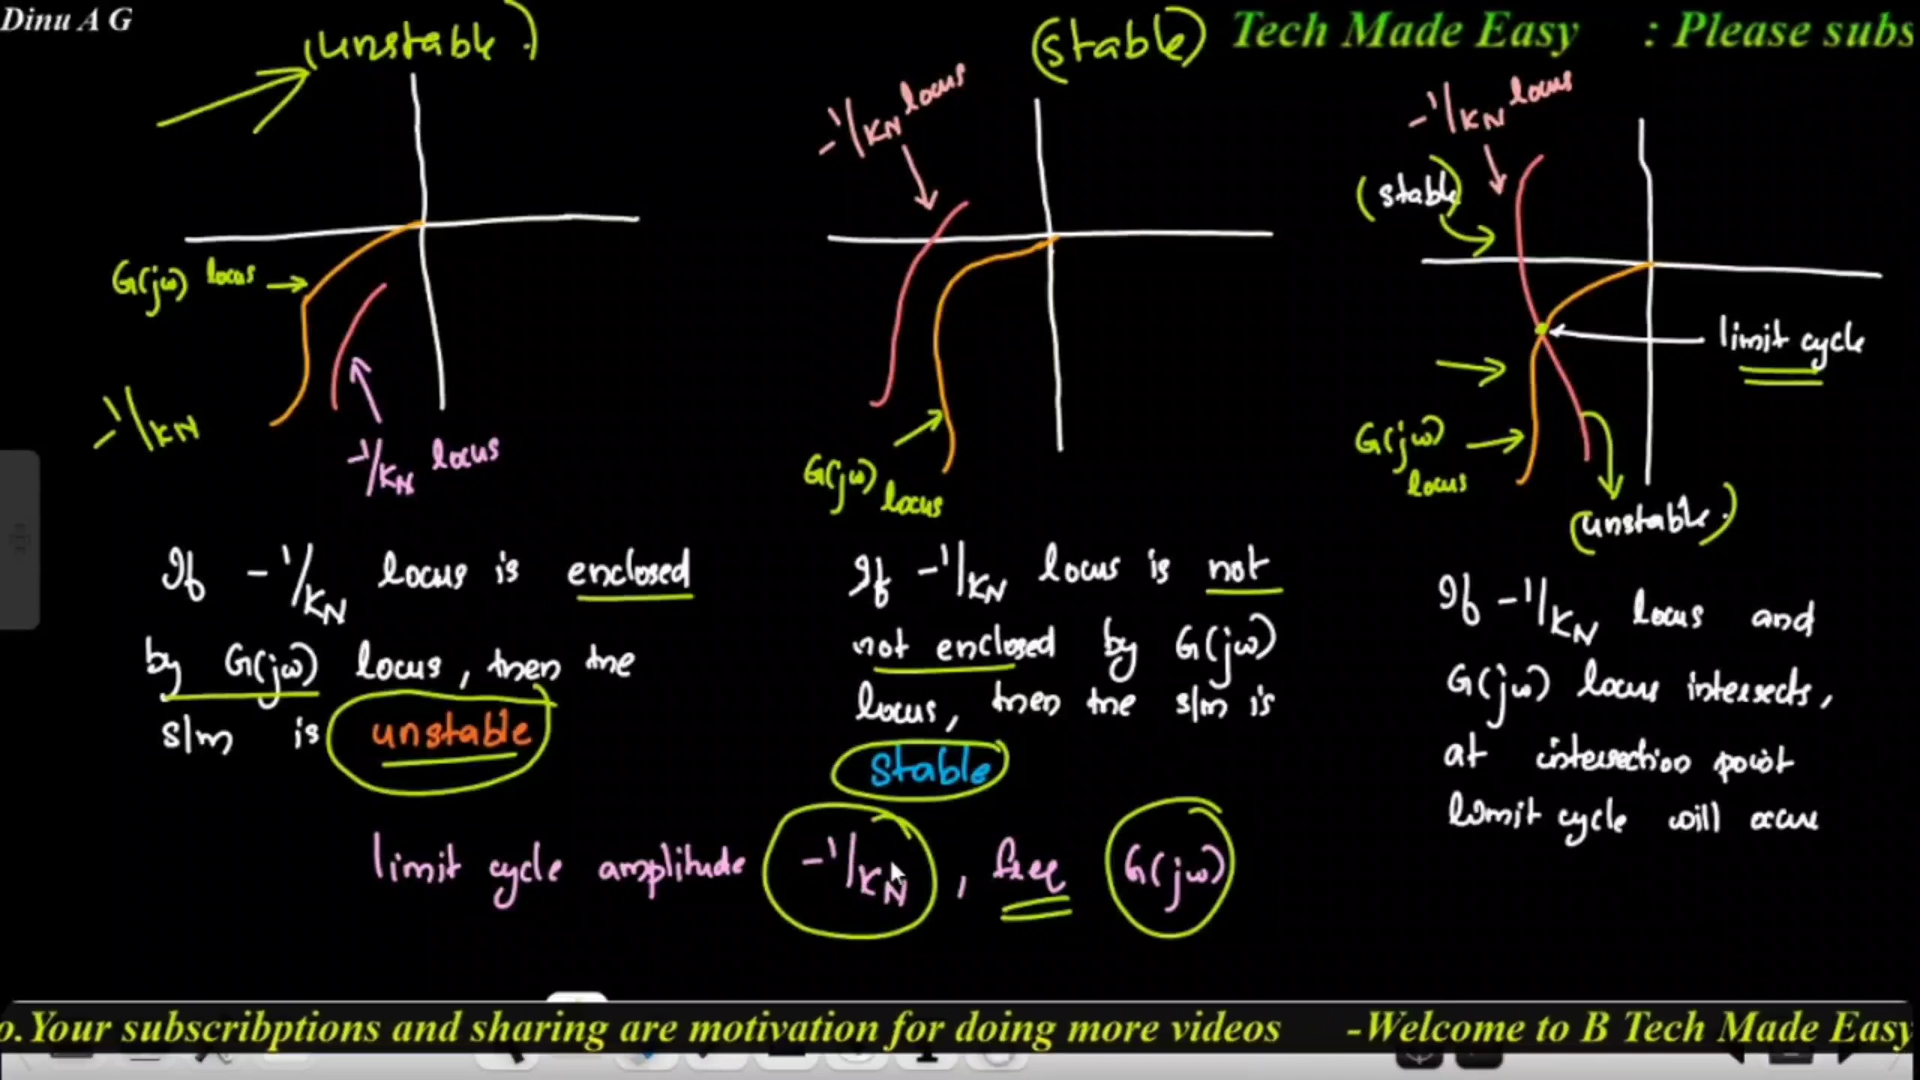 Dinu A G
(unstable.)
(stable)
Tech Made Easy : Please subs
G(jω) locus
-1/KN
-1/KN locus
-1/KN locus
G(jω) locus
-1/KN locus
(stable)
limit cycle
G(jω) locus
(unstable.)
If -1/KN locus is enclosed
by G(jω) locus, then the
s/m is unstable
If -1/KN locus is not
not enclosed by G(jω)
locus, then the s/m is
stable
If -1/KN locus and
G(jω) locus intersects,
at intersection point
limit cycle will occur
limit cycle amplitude -1/KN, freq G(jω)
o.Your subscribptions and sharing are motivation for doing more videos -Welcome to B Tech Made Easy